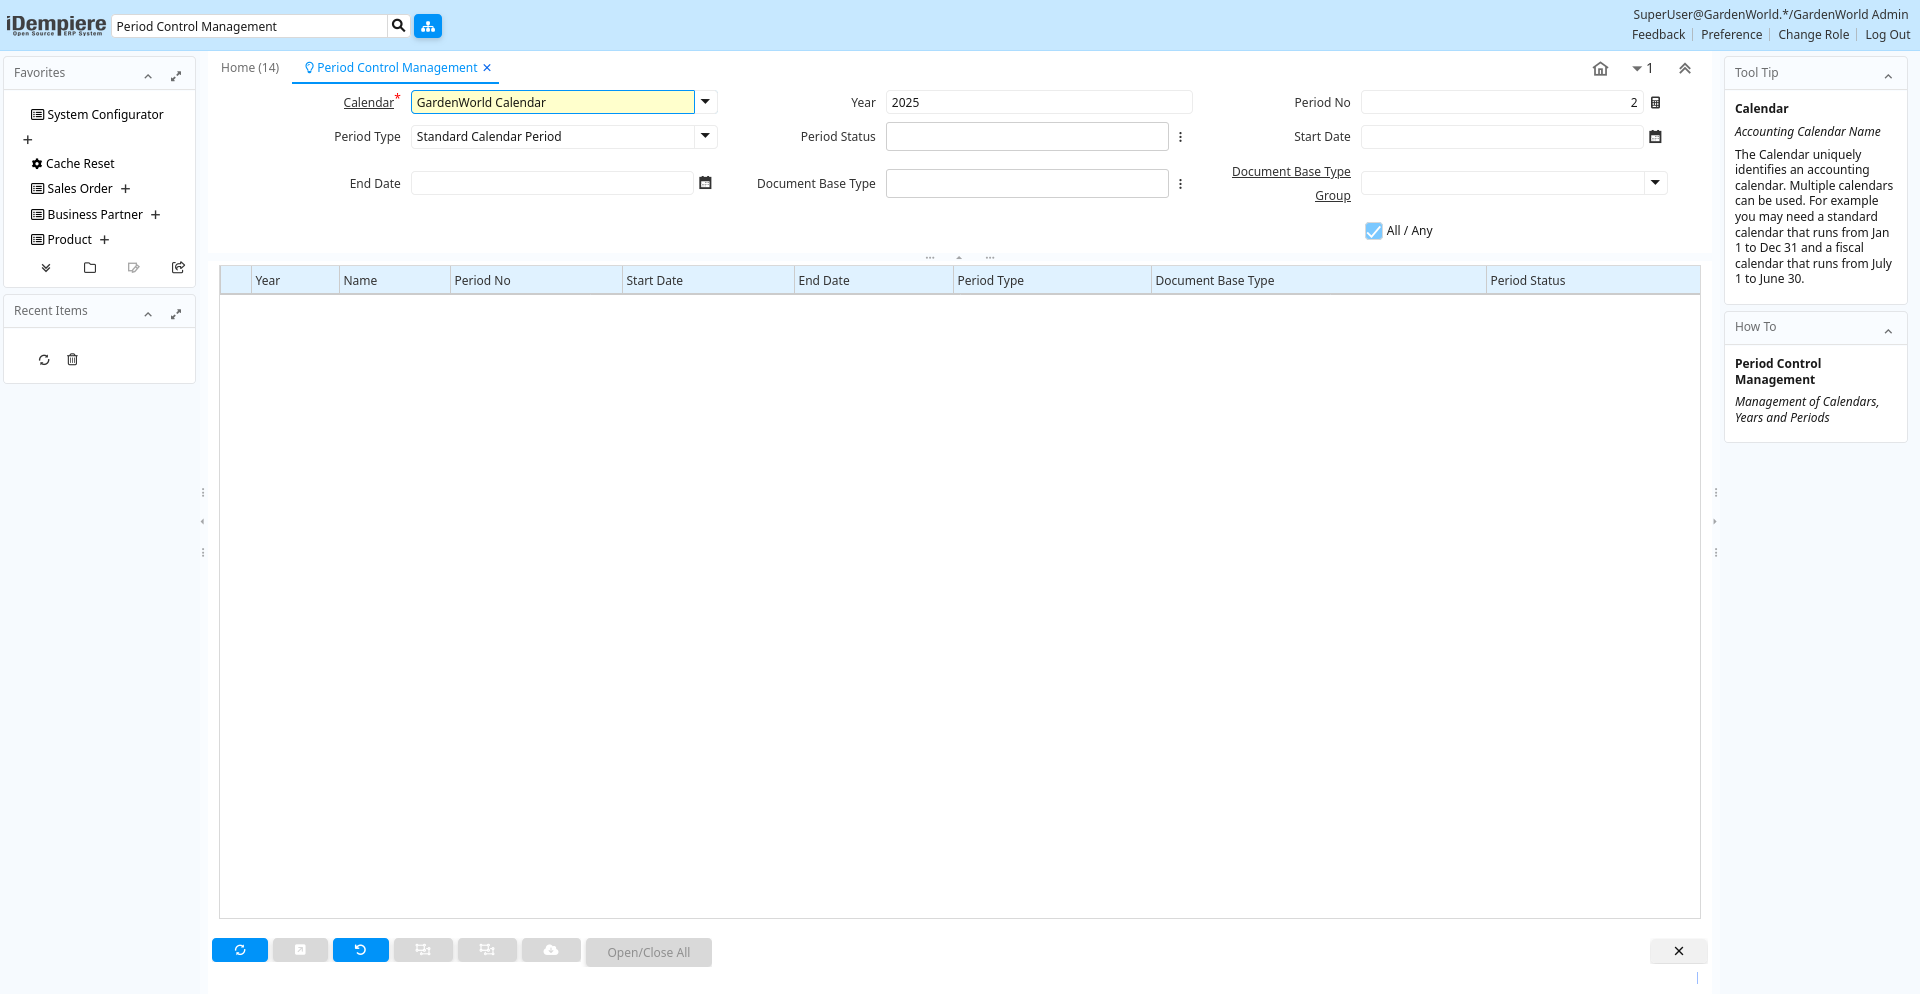 iDempiere
Open Source ERP System
Period Control Management
SuperUser@GardenWorld.*/GardenWorld Admin
Feedback
Preference
Change Role
Log Out
Favorites
System Configurator
Cache Reset
Sales Order
Business Partner
Product
Recent Items
Home (14)
Period Control Management
1
Calendar*
GardenWorld Calendar
Year
2025
Period No
2
Period Type
Standard Calendar Period
Period Status
Start Date
End Date
Document Base Type
Document Base Type
Group
All / Any
Year
Name
Period No
Start Date
End Date
Period Type
Document Base Type
Period Status
Open/Close All
Tool Tip
Calendar
Accounting Calendar Name
The Calendar uniquely
identifies an accounting
calendar. Multiple calendars
can be used. For example
you may need a standard
calendar that runs from Jan
1 to Dec 31 and a fiscal
calendar that runs from July
1 to June 30.
How To
Period Control
Management
Management of Calendars,
Years and Periods